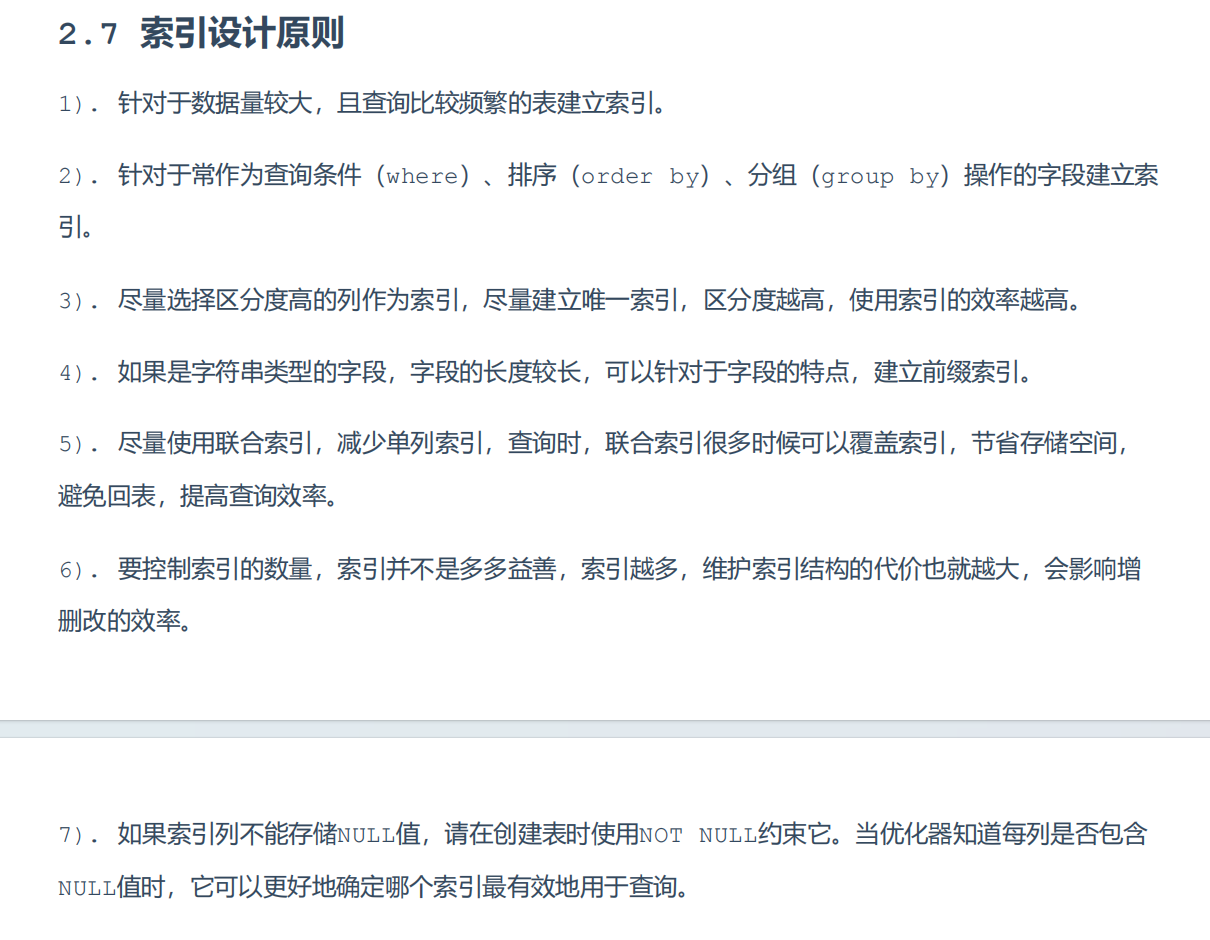 2.7 索引设计原则
1). 针对于数据量较大，且查询比较频繁的表建立索引。
2). 针对于常作为查询条件（where）、排序（order by）、分组（group by）操作的字段建立索
引。
3). 尽量选择区分度高的列作为索引，尽量建立唯一索引，区分度越高，使用索引的效率越高。
4). 如果是字符串类型的字段，字段的长度较长，可以针对于字段的特点，建立前缀索引。
5). 尽量使用联合索引，减少单列索引，查询时，联合索引很多时候可以覆盖索引，节省存储空间，
避免回表，提高查询效率。
6). 要控制索引的数量，索引并不是多多益善，索引越多，维护索引结构的代价也就越大，会影响增
删改的效率。
7). 如果索引列不能存储NULL值，请在创建表时使用NOT NULL约束它。当优化器知道每列是否包含
NULL值时，它可以更好地确定哪个索引最有效地用于查询。